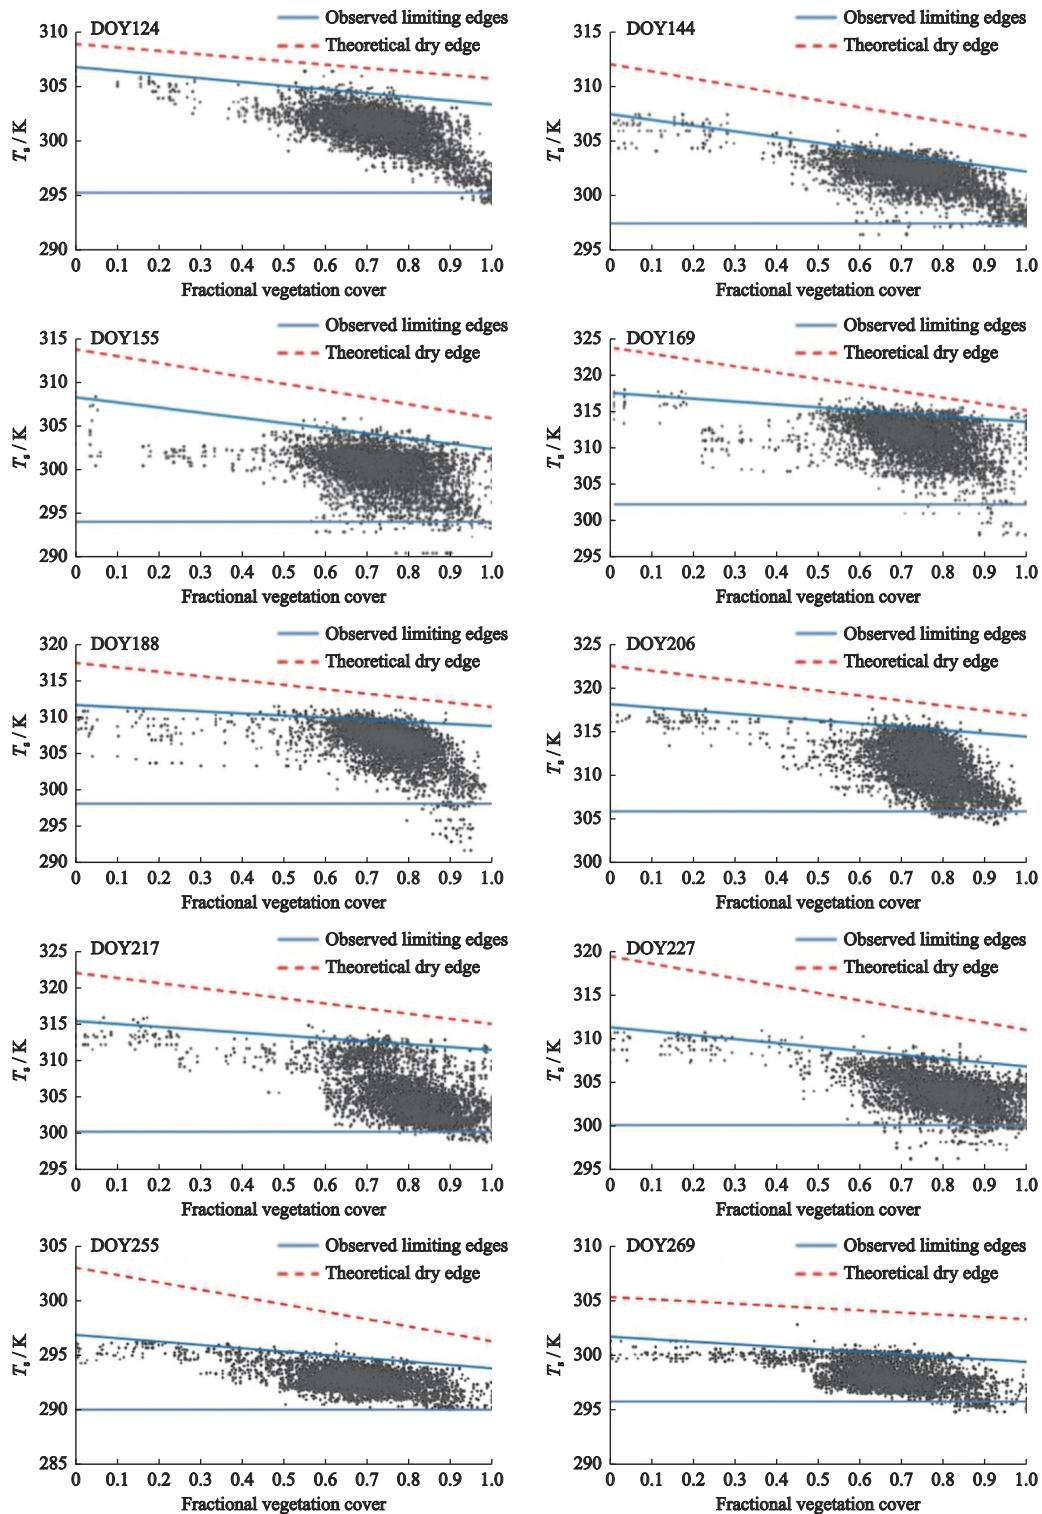 DOY124
Observed limiting edges
Theoretical dry edge
310
305
300
295
290
Ts / K
0 0.1 0.2 0.3 0.4 0.5 0.6 0.7 0.8 0.9 1.0
Fractional vegetation cover
DOY144
Observed limiting edges
Theoretical dry edge
315
310
305
300
295
Ts / K
0 0.1 0.2 0.3 0.4 0.5 0.6 0.7 0.8 0.9 1.0
Fractional vegetation cover
DOY155
Observed limiting edges
Theoretical dry edge
315
310
305
300
295
290
Ts / K
0 0.1 0.2 0.3 0.4 0.5 0.6 0.7 0.8 0.9 1.0
Fractional vegetation cover
DOY169
Observed limiting edges
Theoretical dry edge
325
320
315
310
305
300
295
Ts / K
0 0.1 0.2 0.3 0.4 0.5 0.6 0.7 0.8 0.9 1.0
Fractional vegetation cover
DOY188
Observed limiting edges
Theoretical dry edge
320
315
310
305
300
295
290
Ts / K
0 0.1 0.2 0.3 0.4 0.5 0.6 0.7 0.8 0.9 1.0
Fractional vegetation cover
DOY206
Observed limiting edges
Theoretical dry edge
325
320
315
310
305
300
Ts / K
0 0.1 0.2 0.3 0.4 0.5 0.6 0.7 0.8 0.9 1.0
Fractional vegetation cover
DOY217
Observed limiting edges
Theoretical dry edge
325
320
315
310
305
300
295
Ts / K
0 0.1 0.2 0.3 0.4 0.5 0.6 0.7 0.8 0.9 1.0
Fractional vegetation cover
DOY227
Observed limiting edges
Theoretical dry edge
320
315
310
305
300
295
Ts / K
0 0.1 0.2 0.3 0.4 0.5 0.6 0.7 0.8 0.9 1.0
Fractional vegetation cover
DOY255
Observed limiting edges
Theoretical dry edge
305
300
295
290
285
Ts / K
0 0.1 0.2 0.3 0.4 0.5 0.6 0.7 0.8 0.9 1.0
Fractional vegetation cover
DOY269
Observed limiting edges
Theoretical dry edge
310
305
300
295
290
Ts / K
0 0.1 0.2 0.3 0.4 0.5 0.6 0.7 0.8 0.9 1.0
Fractional vegetation cover